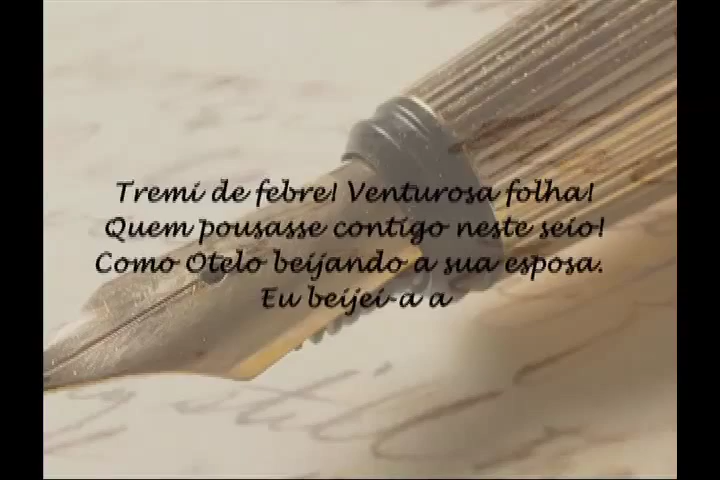 Tremi de febre! Venturosa folha!
Quem pousasse contigo neste seio!
Como Otelo beijando a sua esposa.
Eu beijei-a a